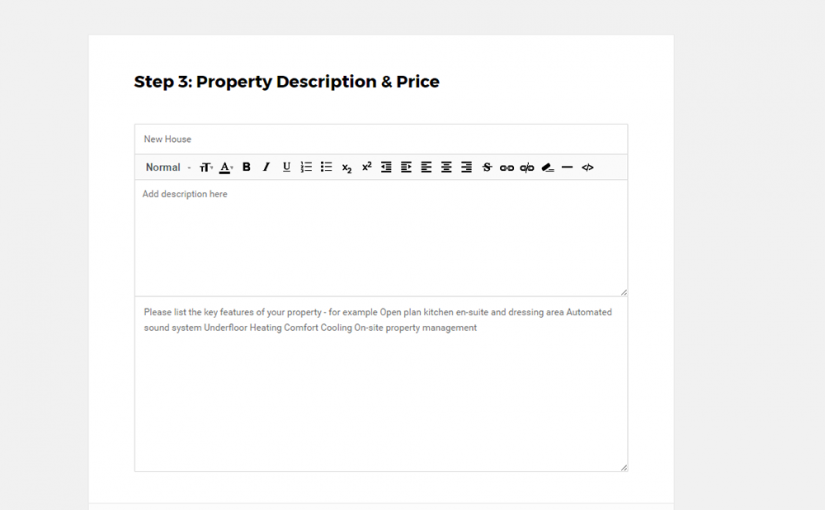 Step 3: Property Description & Price
New House
Normal T A B I U X2 X2 S </>
Add description here
Please list the key features of your property - for example Open plan kitchen en-suite and dressing area Automated
sound system Underfloor Heating Comfort Cooling On-site property management